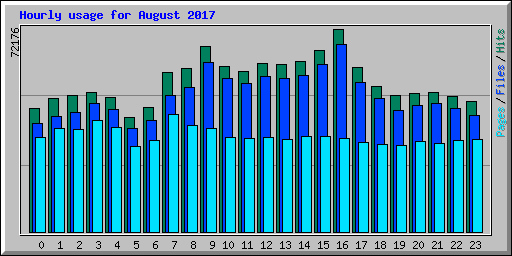 Hourly usage for August 2017
72176
Pages/Files/Hits
0 1 2 3 4 5 6 7 8 9 10 11 12 13 14 15 16 17 18 19 20 21 22 23